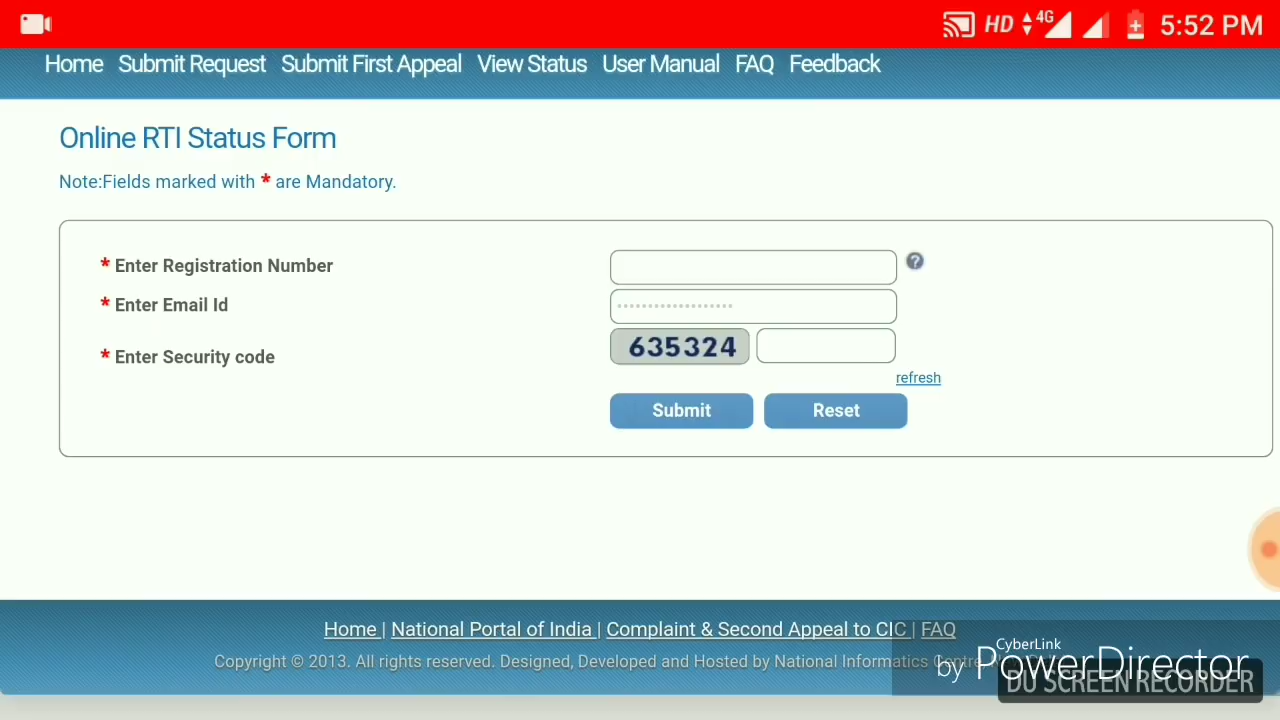 HD 4G 5:52 PM
Home Submit Request Submit First Appeal View Status User Manual FAQ Feedback
Online RTI Status Form
Note:Fields marked with * are Mandatory.
* Enter Registration Number ?
* Enter Email Id
* Enter Security code 635324
refresh
Submit Reset
Home | National Portal of India | Complaint & Second Appeal to CIC | FAQ
Copyright © 2013. All rights reserved. Designed, Developed and Hosted by National Informatics Centre
CyberLink
by PowerDirector
DU SCREEN RECORDER